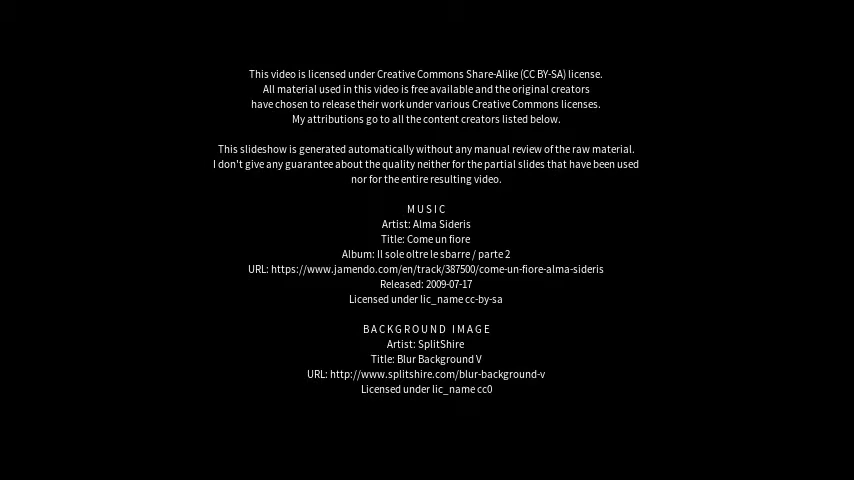 This video is licensed under Creative Commons Share-Alike (CC BY-SA) license.
All material used in this video is free available and the original creators
have chosen to release their work under various Creative Commons licenses.
My attributions go to all the content creators listed below.
This slideshow is generated automatically without any manual review of the raw material.
I don't give any guarantee about the quality neither for the partial slides that have been used
nor for the entire resulting video.
MUSIC
Artist: Alma Sideris
Title: Come un fiore
Album: Il sole oltre le sbarre / parte 2
URL: https://www.jamendo.com/en/track/387500/come-un-fiore-alma-sideris
Released: 2009-07-17
Licensed under lic_name cc-by-sa
BACKGROUND IMAGE
Artist: SplitShire
Title: Blur Background V
URL: http://www.splitshire.com/blur-background-v
Licensed under lic_name cc0